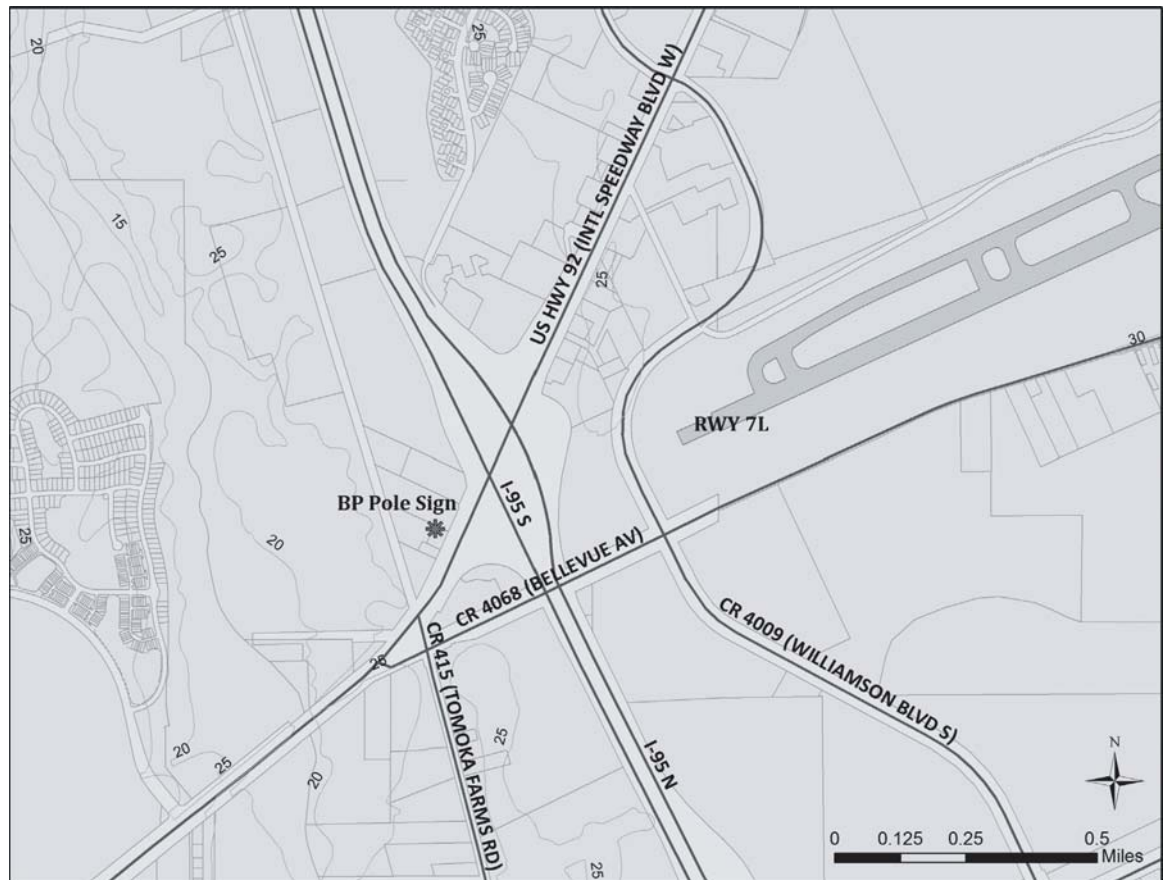 20
25
15
25
US HWY 92 (INTL SPEEDWAY BLVD W)
25
30
RWY 7L
BP Pole Sign
I-95 S
25
20
CR 4068 (BELLEVUE AV)
CR 4009 (WILLIAMSON BLVD S)
25
CR 415 (TOMOKA FARMS RD)
I-95 N
20
25
20
25
25
N
0 0.125 0.25 0.5
Miles